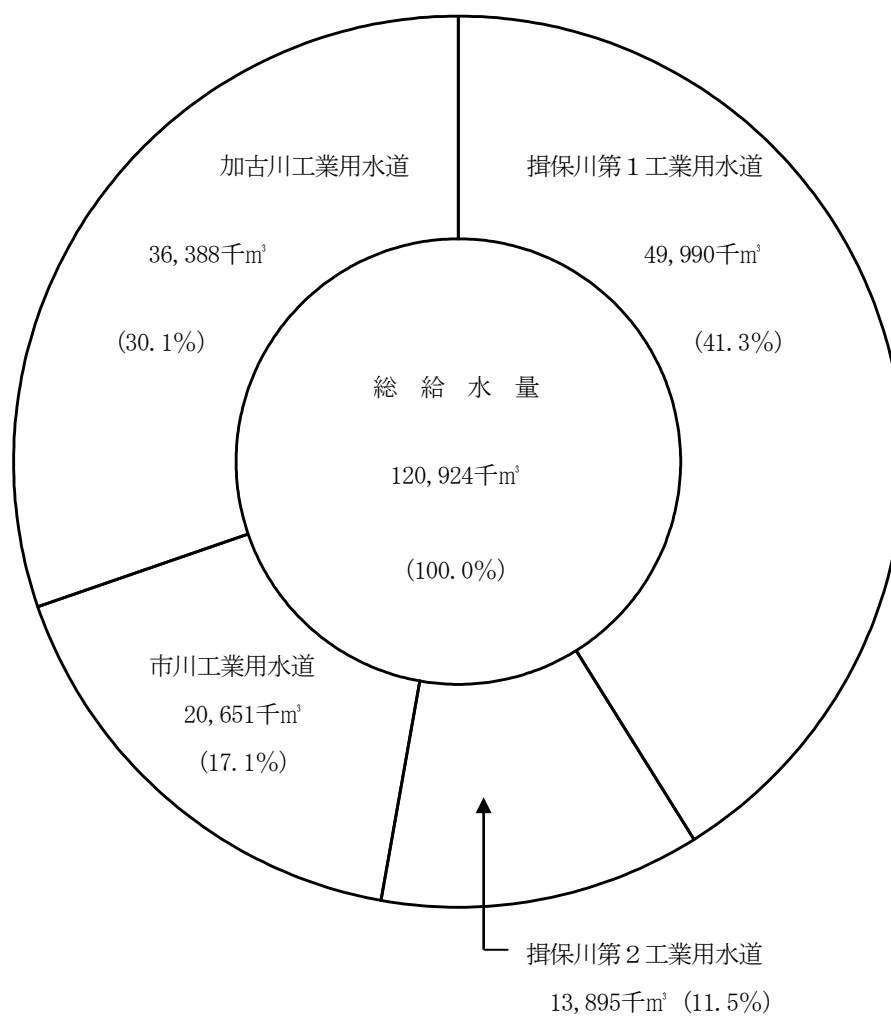 加古川工業用水道
36,388千㎥
(30.1%)
揖保川第１工業用水道
49,990千㎥
(41.3%)
総　給　水　量
120,924千㎥
(100.0%)
市川工業用水道
20,651千㎥
(17.1%)
揖保川第２工業用水道
13,895千㎥ (11.5%)